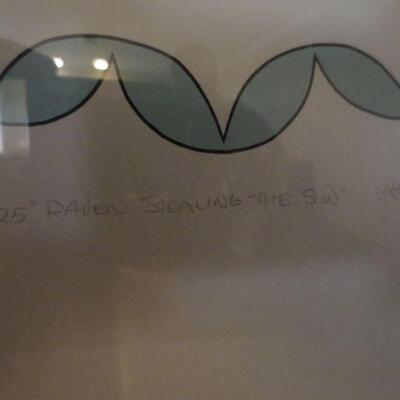 25 "RAVEN STEALING THE SUN"